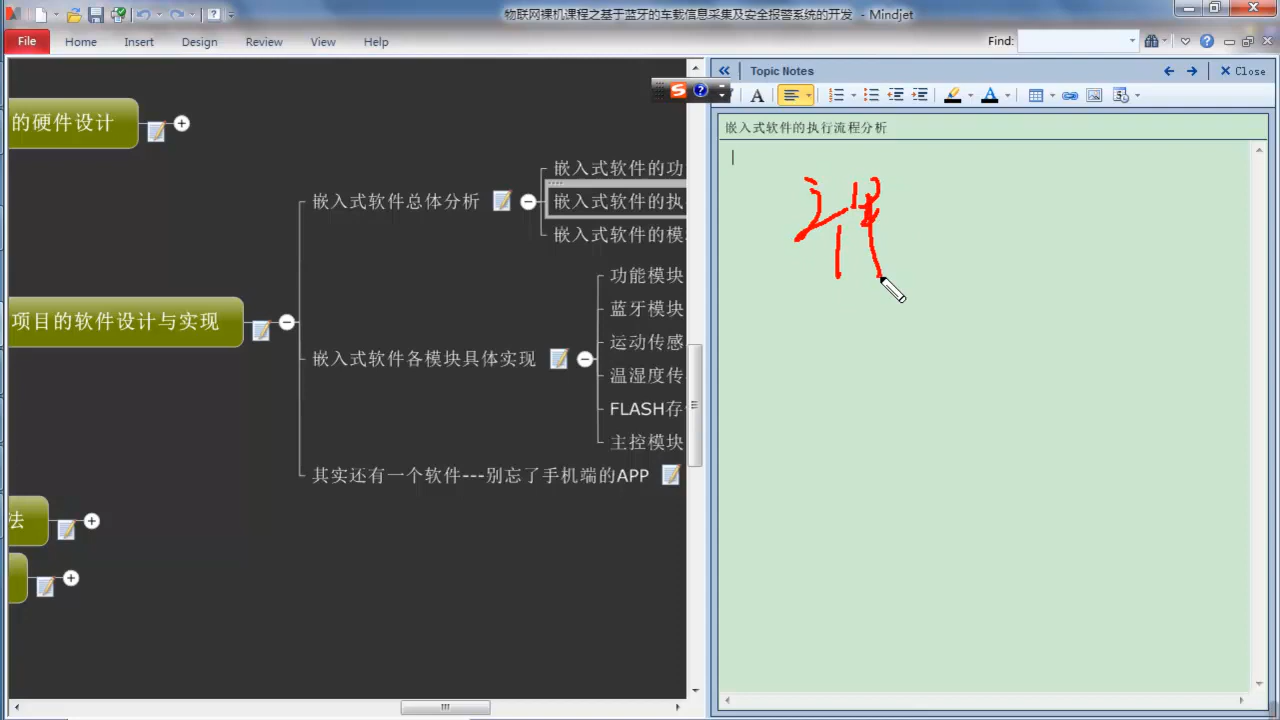 物联网裸机课程之基于蓝牙的车载信息采集及安全报警系统的开发 - Mindjet
File Home Insert Design Review View Help
Find:
Topic Notes
Close
嵌入式软件的执行流程分析
的硬件设计
嵌入式软件的功
嵌入式软件总体分析
嵌入式软件的执
嵌入式软件的模
功能模块
蓝牙模块
项目的软件设计与实现
运动传感
嵌入式软件各模块具体实现
温湿度传
FLASH存
主控模块
其实还有一个软件---别忘了手机端的APP
法